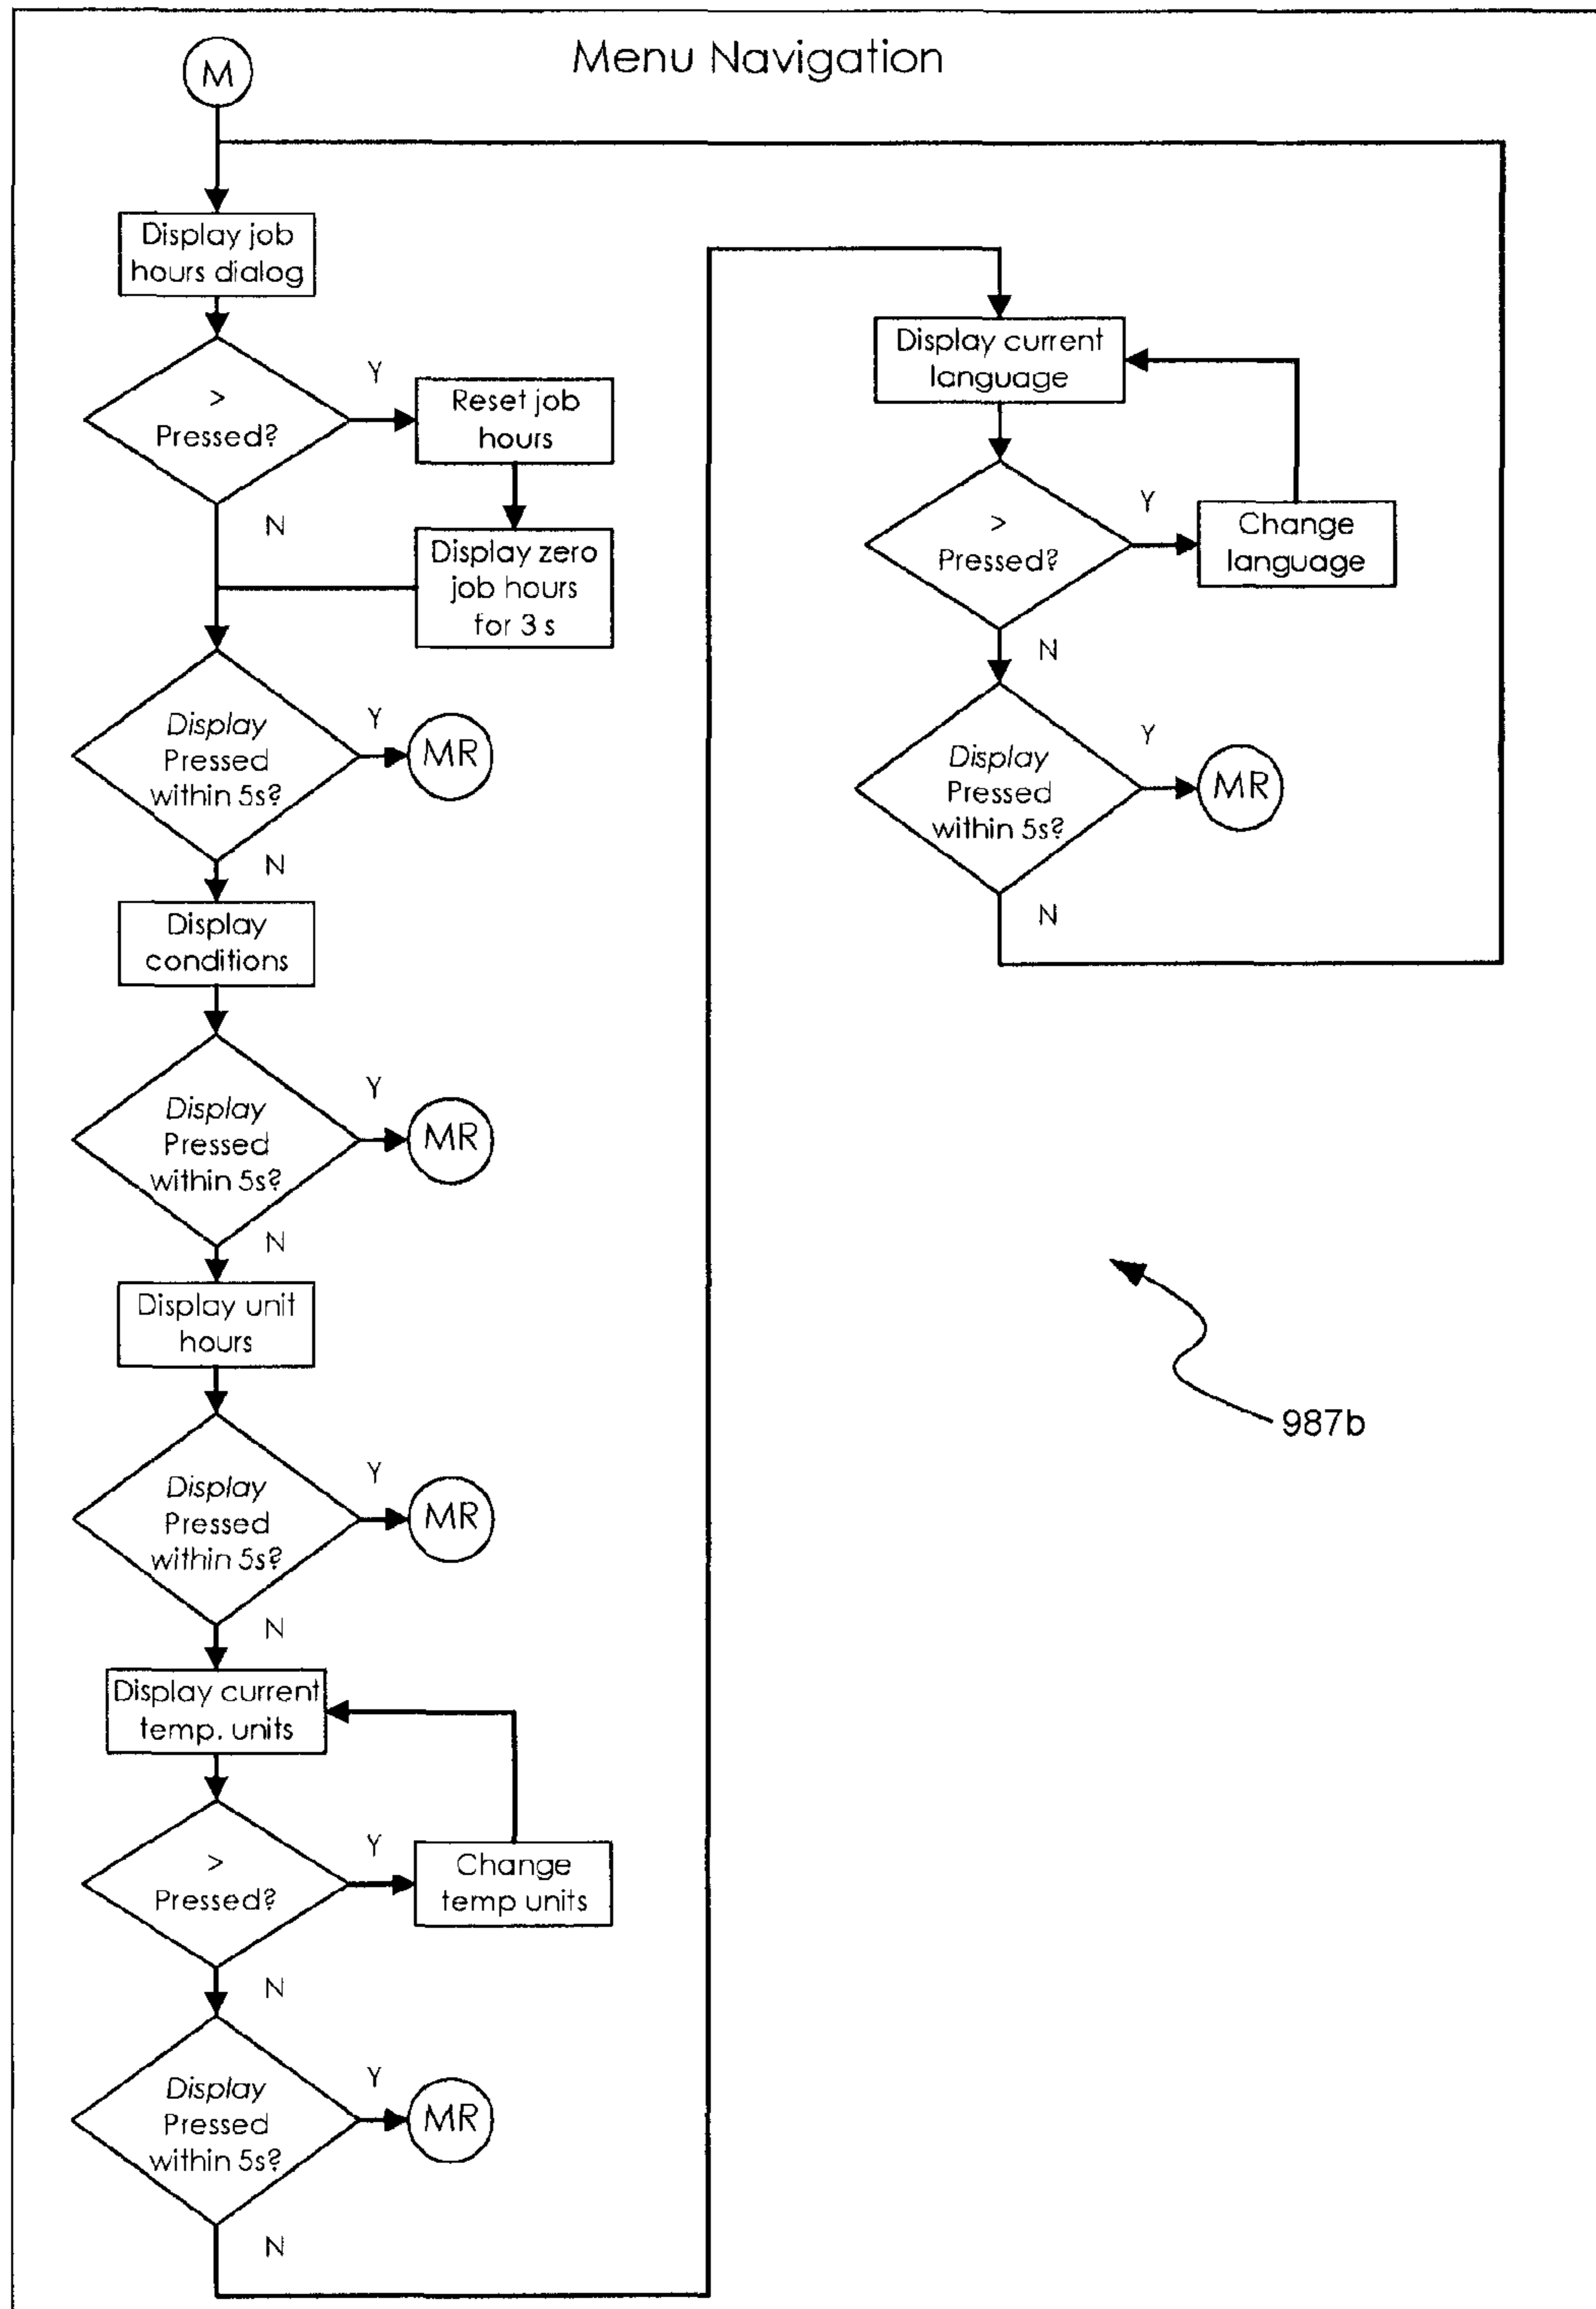 Menu Navigation
M
Display job
hours dialog
>
Pressed?
Y
Reset job
hours
N
Display zero
job hours
for 3 s
Display
Pressed
within 5s?
Y
MR
N
Display
conditions
Display
Pressed
within 5s?
Y
MR
N
Display unit
hours
Display
Pressed
within 5s?
Y
MR
N
Display current
temp. units
>
Pressed?
Y
Change
temp units
N
Display
Pressed
within 5s?
Y
MR
N
Display current
language
>
Pressed?
Y
Change
language
N
Display
Pressed
within 5s?
Y
MR
N
987b